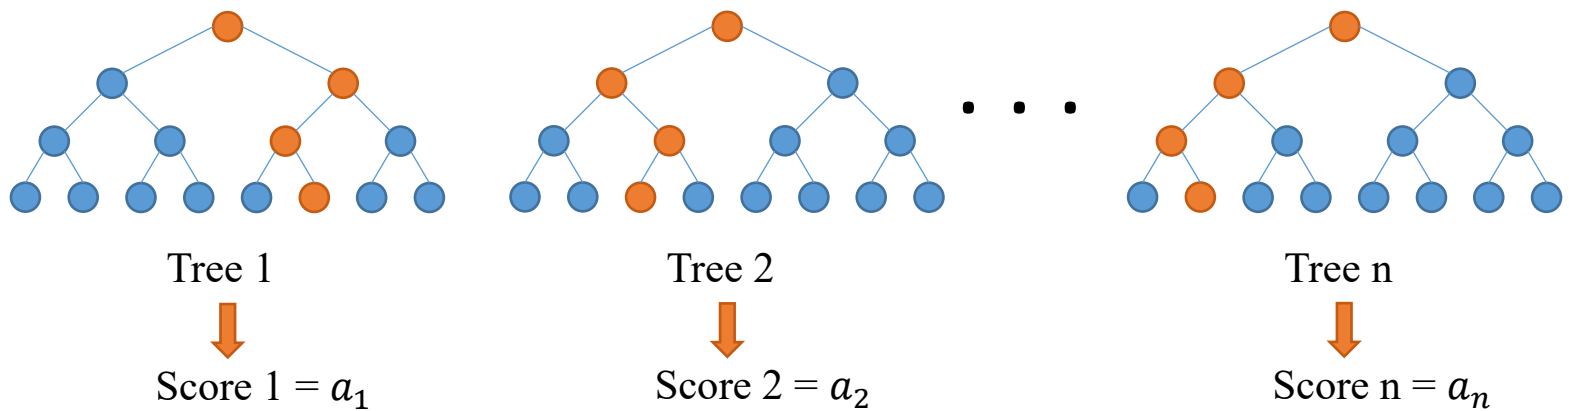 Tree 1
Tree 2
. . .
Tree n
Score 1 = a₁
Score 2 = a₂
Score n = aₙ